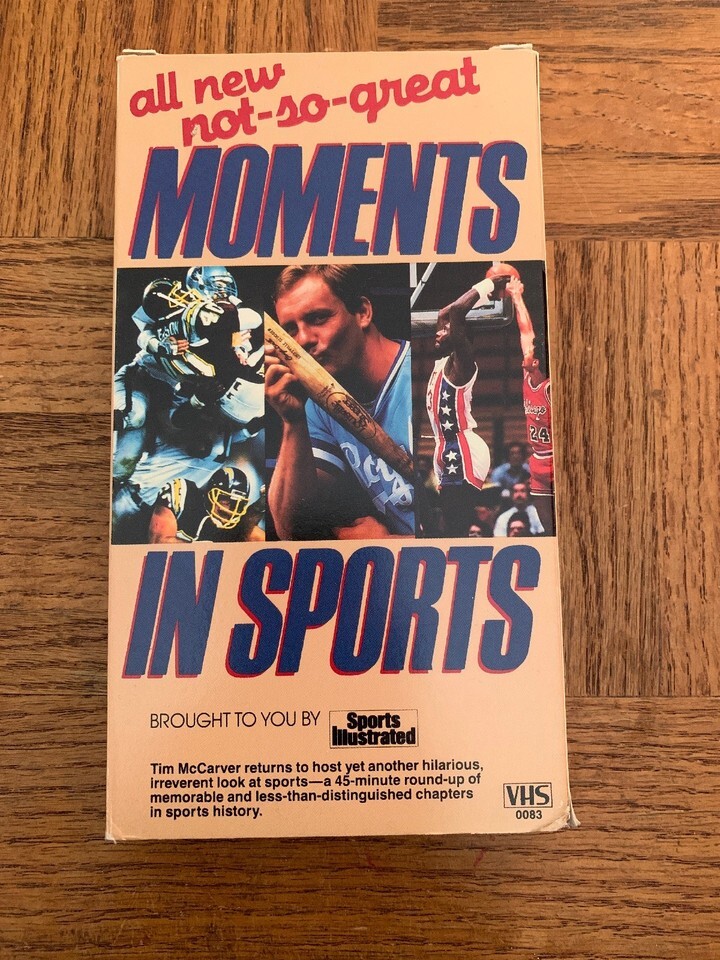 all new
not-so-great
MOMENTS
24
IN SPORTS
BROUGHT TO YOU BY Sports
Illustrated
Tim McCarver returns to host yet another hilarious,
irreverent look at sports—a 45-minute round-up of
memorable and less-than-distinguished chapters
in sports history.
VHS
0083